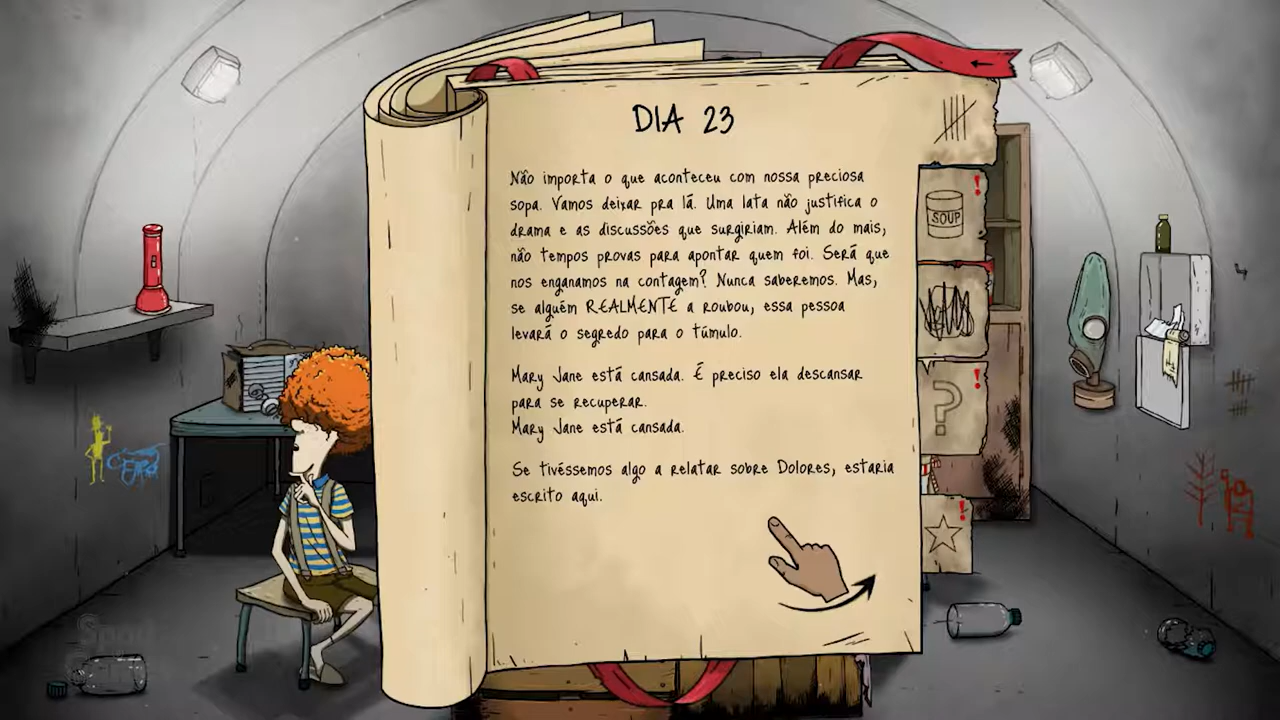 DIA 23
Não importa o que aconteceu com nossa preciosa
sopa. Vamos deixar pra lá. Uma lata não justifica o
drama e as discussões que surgiriam. Além do mais,
não tempos provas para apontar quem foi. Será que
nos enganamos na contagem? Nunca saberemos. Mas,
se alguém REALMENTE a roubou, essa pessoa
levará o segredo para o túmulo.
Mary Jane está cansada. É preciso ela descansar
para se recuperar.
Mary Jane está cansada.
Se tivéssemos algo a relatar sobre Dolores, estaria
escrito aqui.
!
SOUP
!
?
!